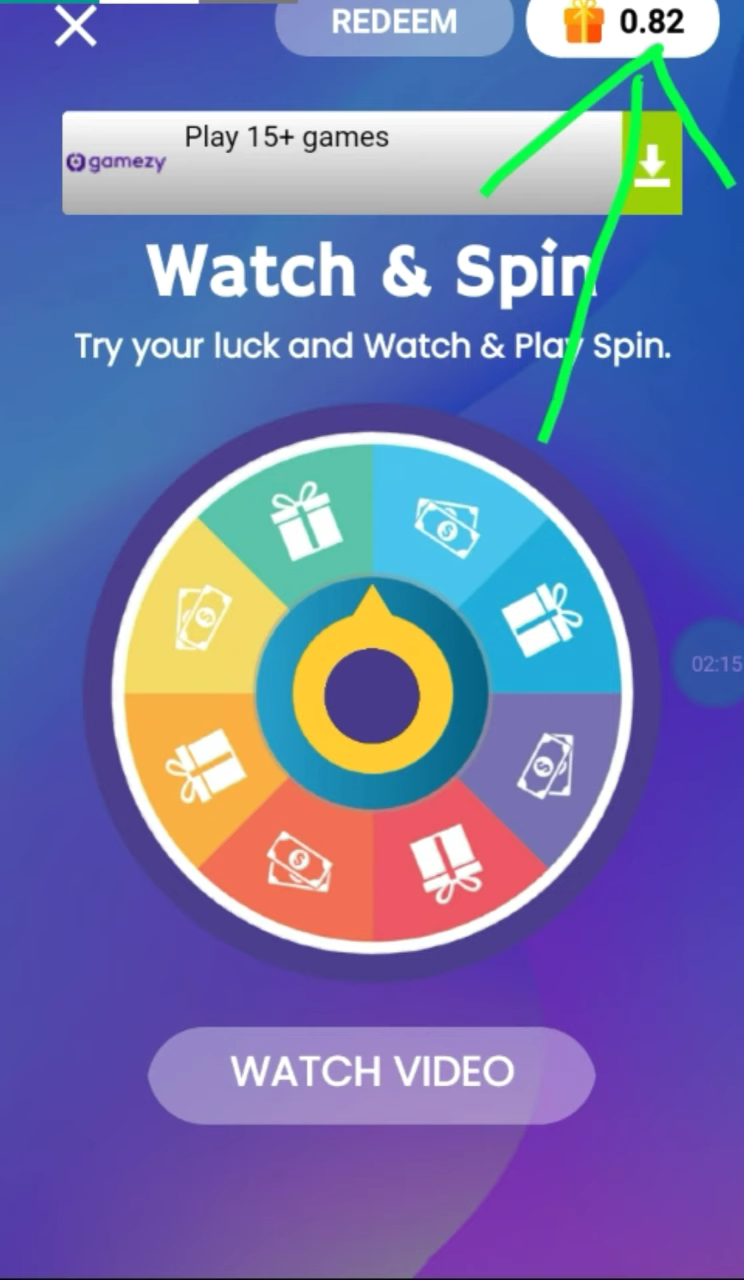 REDEEM
0.82
Play 15+ games
gamezy
Watch & Spin
Try your luck and Watch & Play Spin.
02:15
WATCH VIDEO